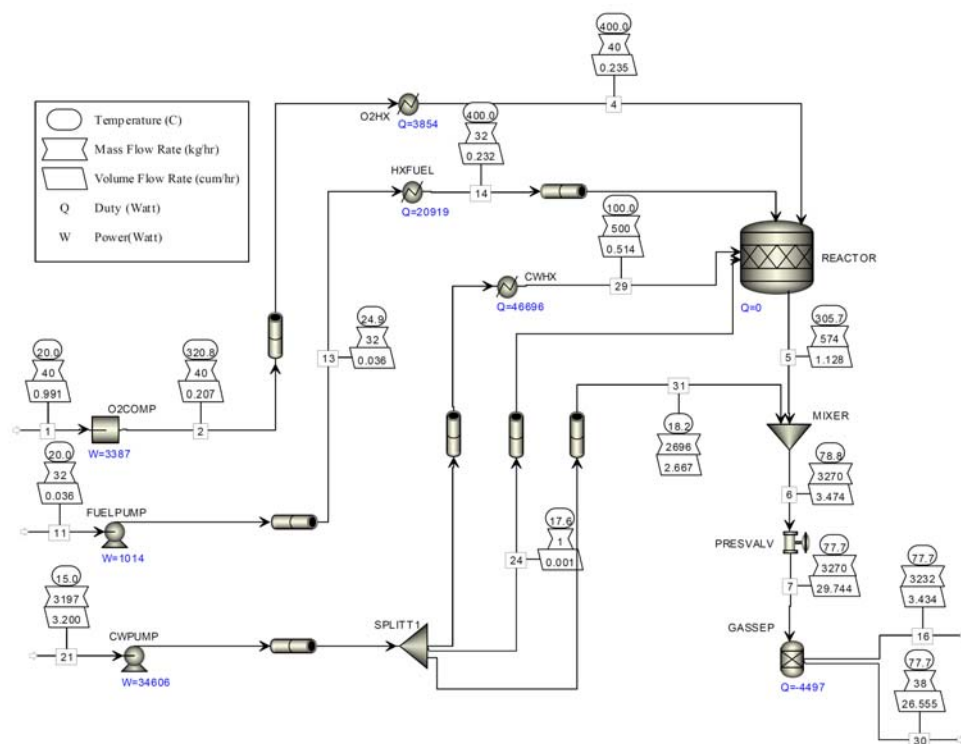 Temperature (C)
Mass Flow Rate (kg/hr)
Volume Flow Rate (cum/hr)
Q Duty (Watt)
W Power(Watt)
400.0
40
0.235
4
O2HX
Q=3854
400.0
32
0.232
14
HXFUEL
Q=20919
100.0
500
0.514
29
CWHX
Q=46696
REACTOR
Q=0
24.9
32
0.036
13
305.7
574
1.128
5
20.0
40
0.991
1
O2COMP
W=3387
320.8
40
0.207
2
31
18.2
2696
2.667
MIXER
78.8
3270
3.474
6
20.0
32
0.036
11
FUELPUMP
W=1014
17.6
1
0.001
24
PRESVALV
77.7
3270
29.744
7
77.7
3232
3.434
16
15.0
3197
3.200
21
CWPUMP
W=34606
SPLITT1
GASSEP
Q=-4497
77.7
38
26.555
30